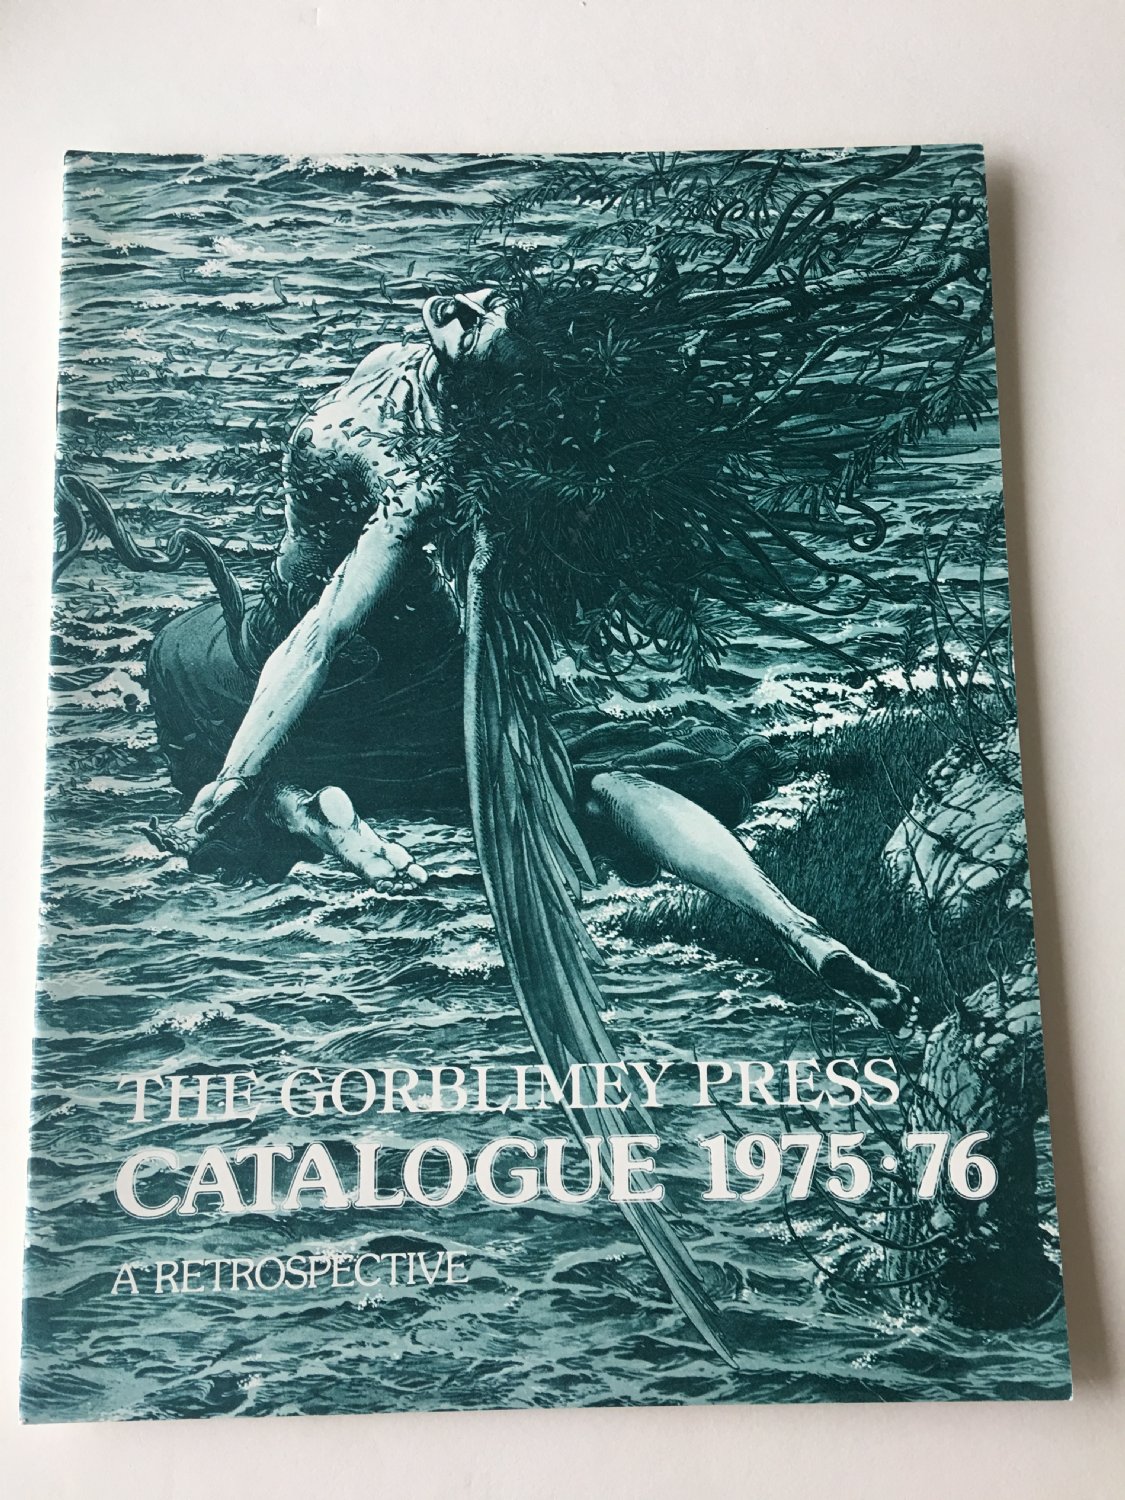 THE GORBLIMEY PRESS
CATALOGUE 1975·76
A RETROSPECTIVE